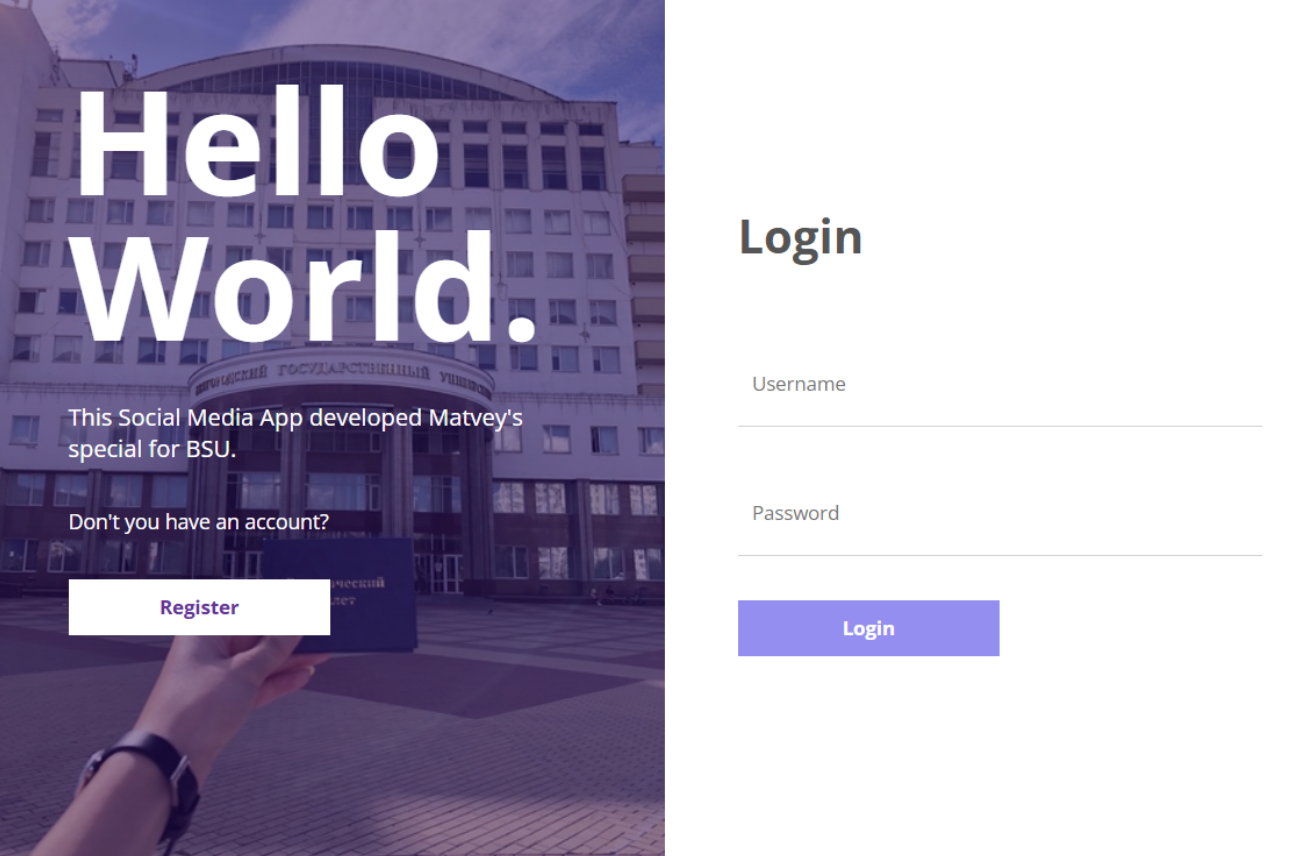 Hello
World.
ГОСУДАРСТВЕННЫЙ
This Social Media App developed Matvey's
special for BSU.
Don't you have an account?
Register
Login
Username
Password
Login